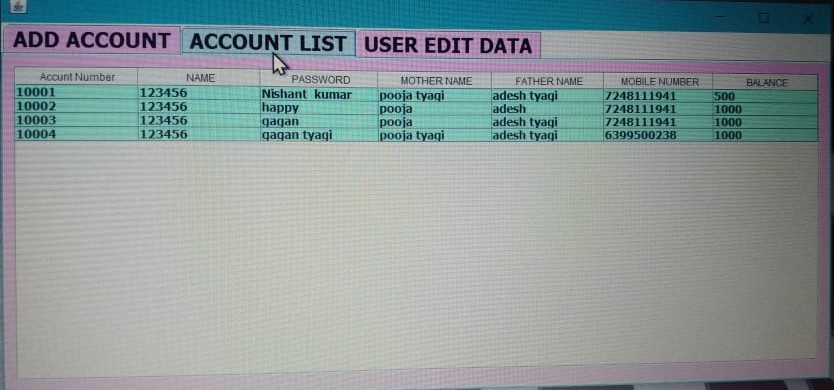 ADD ACCOUNT ACCOUNT LIST USER EDIT DATA
Accunt Number NAME PASSWORD MOTHER NAME FATHER NAME MOBILE NUMBER BALANCE
10001 123456 Nishant kumar pooja tyagi adesh tyagi 7248111941 500
10002 123456 happy pooja adesh 7248111941 1000
10003 123456 gagan pooja adesh tyagi 7248111941 1000
10004 123456 gagan tyagi pooja tyagi adesh tyagi 6399500238 1000